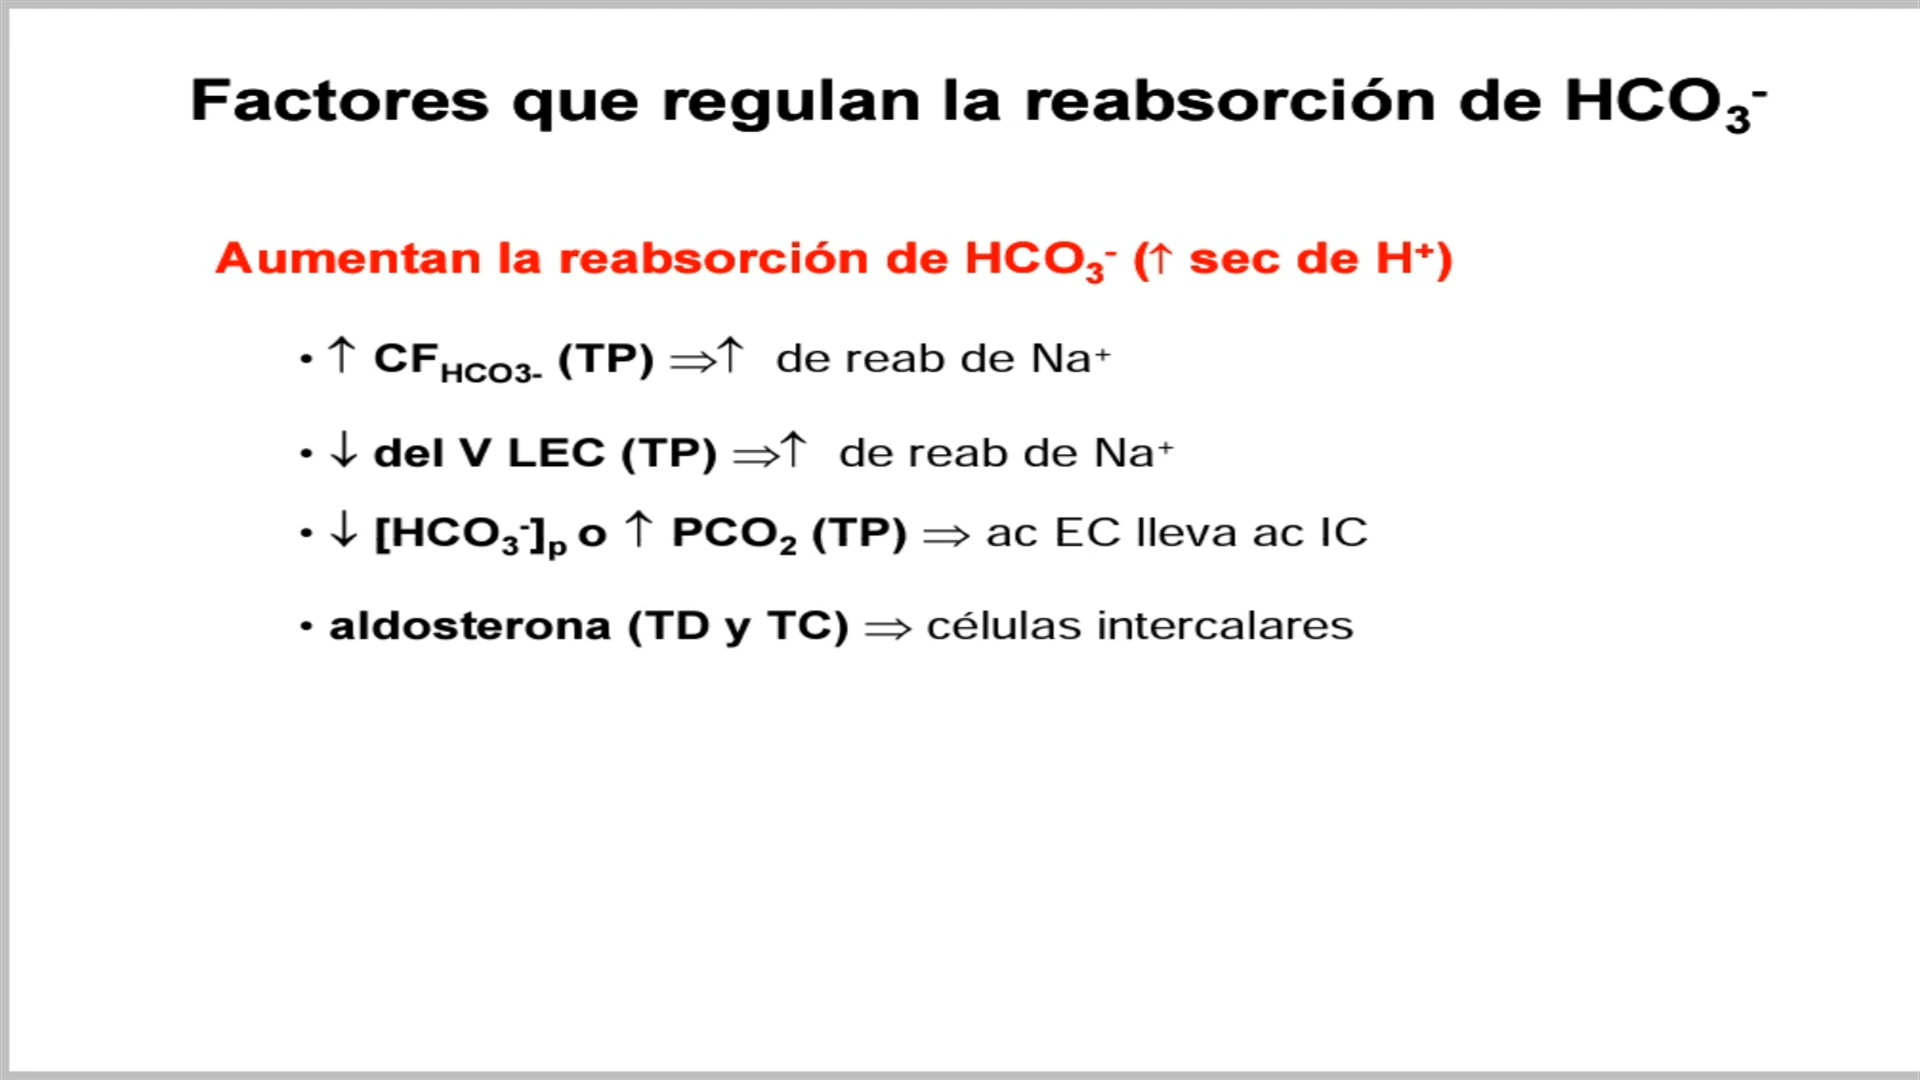 Factores que regulan la reabsorción de HCO₃⁻
Aumentan la reabsorción de HCO₃⁻ (↑ sec de H⁺)
• ↑ CF_HCO3- (TP) ⇒↑ de reab de Na⁺
• ↓ del V LEC (TP) ⇒↑ de reab de Na⁺
• ↓ [HCO₃⁻]ₚ o ↑ PCO₂ (TP) ⇒ ac EC lleva ac IC
• aldosterona (TD y TC) ⇒ células intercalares